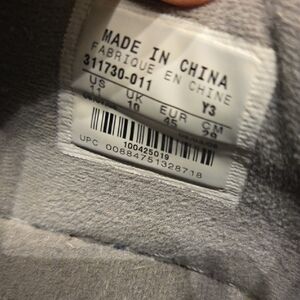 MADE IN CHINA
FABRIQUE EN CHINE
311730-011 Y3
US UK EUR CM
11 10 45 29
100425019
UPC 00884751328718